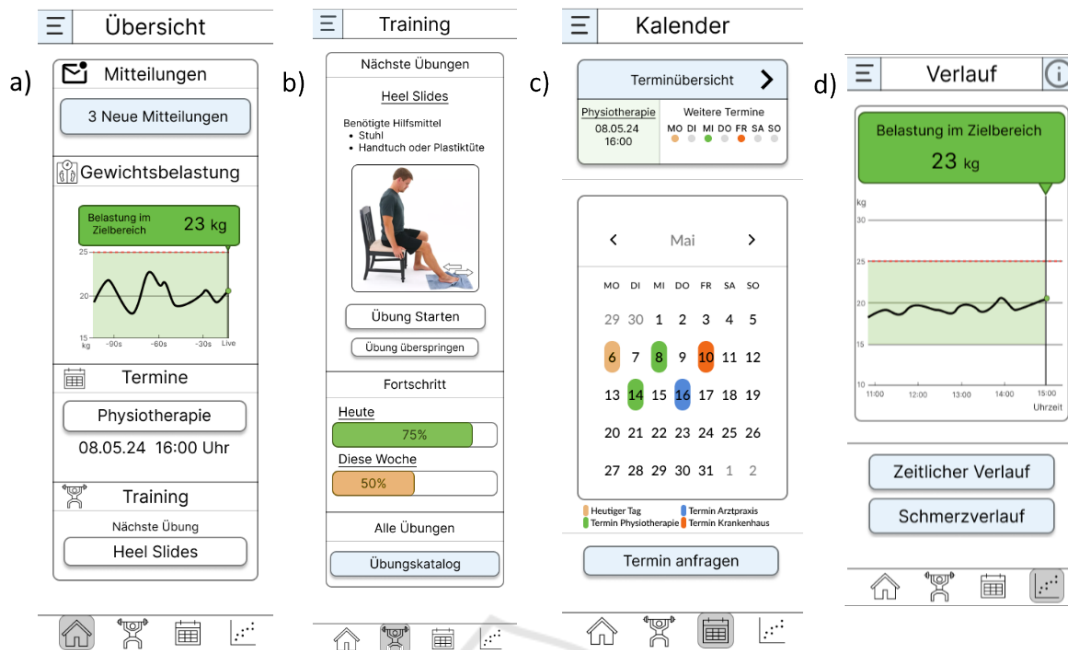 a)
Übersicht
Mitteilungen
3 Neue Mitteilungen
Gewichtsbelastung
Belastung im
Zielbereich
23 kg
25
20
15
kg
-90s
-60s
-30s
Live
Termine
Physiotherapie
08.05.24 16:00 Uhr
Training
Nächste Übung
Heel Slides
b)
Training
Nächste Übungen
Heel Slides
Benötigte Hilfsmittel
• Stuhl
• Handtuch oder Plastiktüte
Übung Starten
Übung überspringen
Fortschritt
Heute
75%
Diese Woche
50%
Alle Übungen
Übungskatalog
c)
Kalender
Terminübersicht
Physiotherapie
08.05.24
16:00
Weitere Termine
MO DI MI DO FR SA SO
Mai
MO DI MI DO FR SA SO
29 30 1 2 3 4 5
6 7 8 9 10 11 12
13 14 15 16 17 18 19
20 21 22 23 24 25 26
27 28 29 30 31 1 2
Heutiger Tag
Termin Arztpraxis
Termin Physiotherapie
Termin Krankenhaus
Termin anfragen
d)
Verlauf
Belastung im Zielbereich
23 kg
kg
30
25
20
15
10
11:00 12:00 13:00 14:00 15:00
Uhrzeit
Zeitlicher Verlauf
Schmerzverlauf